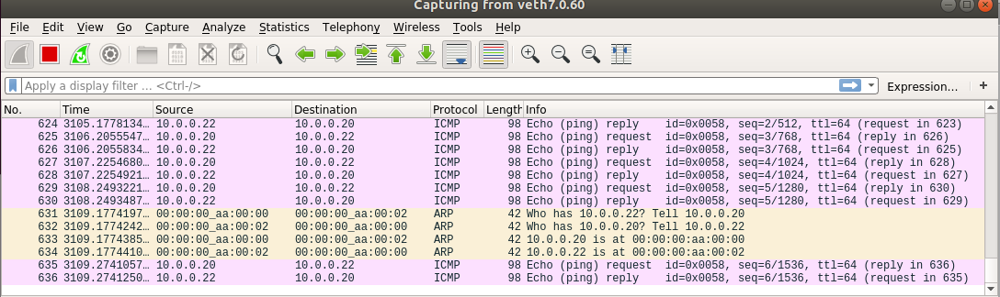 Capturing from veth7.0.60
File Edit View Go Capture Analyze Statistics Telephony Wireless Tools Help
Apply a display filter ... <Ctrl-/> Expression... +
No. Time Source Destination Protocol Length Info
624 3105.1778134... 10.0.0.22 10.0.0.20 ICMP 98 Echo (ping) reply id=0x0058, seq=2/512, ttl=64 (request in 623)
625 3106.2055547... 10.0.0.20 10.0.0.22 ICMP 98 Echo (ping) request id=0x0058, seq=3/768, ttl=64 (reply in 626)
626 3106.2055834... 10.0.0.22 10.0.0.20 ICMP 98 Echo (ping) reply id=0x0058, seq=3/768, ttl=64 (request in 625)
627 3107.2254680... 10.0.0.20 10.0.0.22 ICMP 98 Echo (ping) request id=0x0058, seq=4/1024, ttl=64 (reply in 628)
628 3107.2254921... 10.0.0.22 10.0.0.20 ICMP 98 Echo (ping) reply id=0x0058, seq=4/1024, ttl=64 (request in 627)
629 3108.2493221... 10.0.0.20 10.0.0.22 ICMP 98 Echo (ping) request id=0x0058, seq=5/1280, ttl=64 (reply in 630)
630 3108.2493487... 10.0.0.22 10.0.0.20 ICMP 98 Echo (ping) reply id=0x0058, seq=5/1280, ttl=64 (request in 629)
631 3109.1774197... 00:00:00_aa:00:00 00:00:00_aa:00:02 ARP 42 Who has 10.0.0.22? Tell 10.0.0.20
632 3109.1774242... 00:00:00_aa:00:02 00:00:00_aa:00:00 ARP 42 Who has 10.0.0.20? Tell 10.0.0.22
633 3109.1774385... 00:00:00_aa:00:00 00:00:00_aa:00:02 ARP 42 10.0.0.20 is at 00:00:00:aa:00:00
634 3109.1774410... 00:00:00_aa:00:02 00:00:00_aa:00:00 ARP 42 10.0.0.22 is at 00:00:00:aa:00:02
635 3109.2741057... 10.0.0.20 10.0.0.22 ICMP 98 Echo (ping) request id=0x0058, seq=6/1536, ttl=64 (reply in 636)
636 3109.2741250... 10.0.0.22 10.0.0.20 ICMP 98 Echo (ping) reply id=0x0058, seq=6/1536, ttl=64 (request in 635)